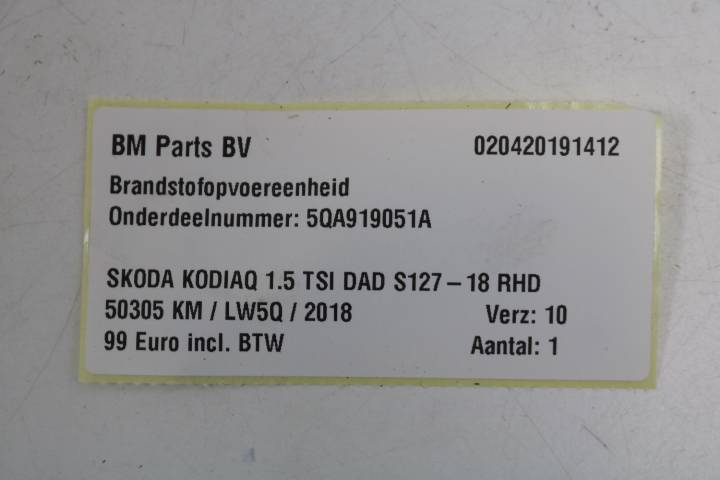 BM Parts BV 020420191412
Brandstofopvoereenheid
Onderdeelnummer: 5QA919051A
SKODA KODIAQ 1.5 TSI DAD S127 – 18 RHD
50305 KM / LW5Q / 2018 Verz: 10
99 Euro incl. BTW Aantal: 1